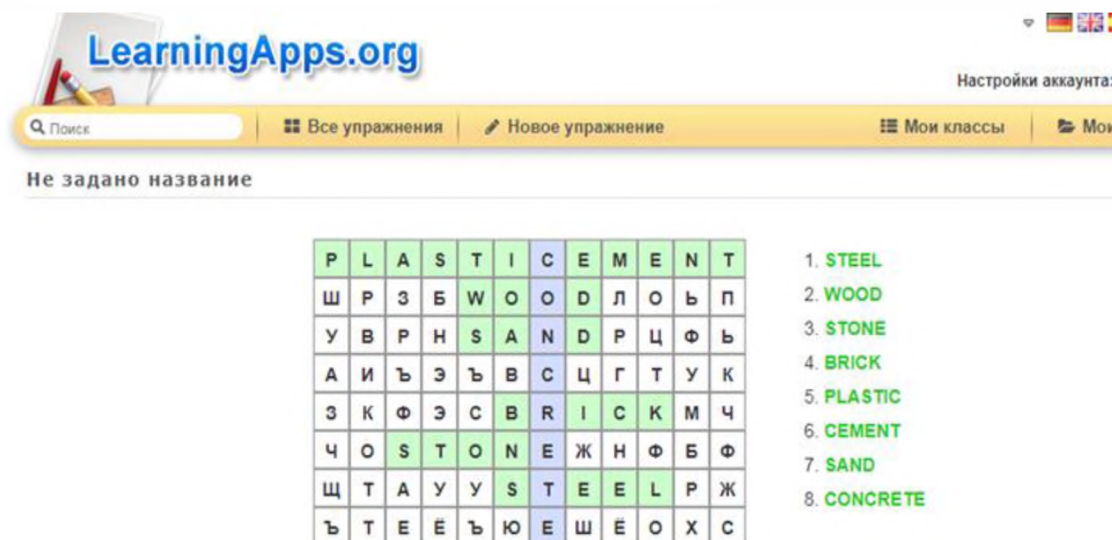 LearningApps.org
Настройки аккаунта:
Поиск
Все упражнения
Новое упражнение
Мои классы
Мои
Не задано название
P L A S T I C E M E N T
Ш Р З Б W O O D Л О Ь П
У В Р Н S A N D Р Ц Ф Ь
А И Ъ Э Ъ В C Ц Г Т У К
З К Ф Э С B R I C K М Ч
Ч О S T O N E Ж Н Ф Б Ф
Щ Т А У У S T E E L Р Ж
Ъ Т Е Ё Ъ Ю E Ш Ё О Х С
1. STEEL
2. WOOD
3. STONE
4. BRICK
5. PLASTIC
6. CEMENT
7. SAND
8. CONCRETE